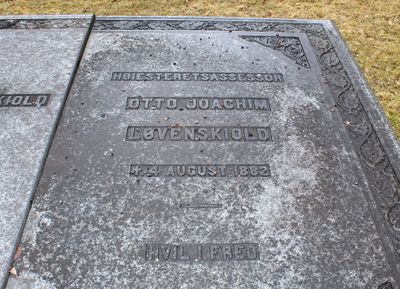 HØIESTERETSASSESSOR
OTTO JOACHIM
LØVENSKIOLD
AUGUST 1882
HVIL I FRED
KIOLD